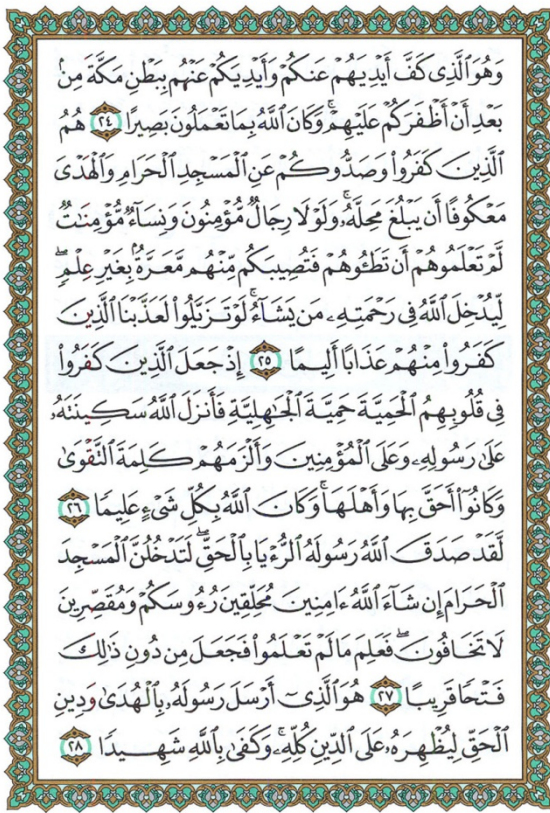 وَهُوَ ٱلَّذِى كَفَّ أَيْدِيَهُمْ عَنكُمْ وَأَيْدِيَكُمْ عَنْهُم بِبَطْنِ مَكَّةَ مِنۢ
بَعْدِ أَنْ أَظْفَرَكُمْ عَلَيْهِمْ ۚ وَكَانَ ٱللَّهُ بِمَا تَعْمَلُونَ بَصِيرًا ٢٤ هُمُ
ٱلَّذِينَ كَفَرُوا۟ وَصَدُّوكُمْ عَنِ ٱلْمَسْجِدِ ٱلْحَرَامِ وَٱلْهَدْىَ
مَعْكُوفًا أَن يَبْلُغَ مَحِلَّهُۥ ۚ وَلَوْلَا رِجَالٌ مُّؤْمِنُونَ وَنِسَآءٌ مُّؤْمِنَٰتٌ
لَّمْ تَعْلَمُوهُمْ أَن تَطَـُٔوهُمْ فَتُصِيبَكُم مِّنْهُم مَّعَرَّةٌۢ بِغَيْرِ عِلْمٍ ۖ
لِّيُدْخِلَ ٱللَّهُ فِى رَحْمَتِهِۦ مَن يَشَآءُ ۚ لَوْ تَزَيَّلُوا۟ لَعَذَّبْنَا ٱلَّذِينَ
كَفَرُوا۟ مِنْهُمْ عَذَابًا أَلِيمًا ٢٥ إِذْ جَعَلَ ٱلَّذِينَ كَفَرُوا۟
فِى قُلُوبِهِمُ ٱلْحَمِيَّةَ حَمِيَّةَ ٱلْجَٰهِلِيَّةِ فَأَنزَلَ ٱللَّهُ سَكِينَتَهُۥ
عَلَىٰ رَسُولِهِۦ وَعَلَى ٱلْمُؤْمِنِينَ وَأَلْزَمَهُمْ كَلِمَةَ ٱلتَّقْوَىٰ
وَكَانُوٓا۟ أَحَقَّ بِهَا وَأَهْلَهَا ۚ وَكَانَ ٱللَّهُ بِكُلِّ شَىْءٍ عَلِيمًا ٢٦
لَّقَدْ صَدَقَ ٱللَّهُ رَسُولَهُ ٱلرُّءْيَا بِٱلْحَقِّ ۖ لَتَدْخُلُنَّ ٱلْمَسْجِدَ
ٱلْحَرَامَ إِن شَآءَ ٱللَّهُ ءَامِنِينَ مُحَلِّقِينَ رُءُوسَكُمْ وَمُقَصِّرِينَ
لَا تَخَافُونَ ۖ فَعَلِمَ مَا لَمْ تَعْلَمُوا۟ فَجَعَلَ مِن دُونِ ذَٰلِكَ
فَتْحًا قَرِيبًا ٢٧ هُوَ ٱلَّذِىٓ أَرْسَلَ رَسُولَهُۥ بِٱلْهُدَىٰ وَدِينِ
ٱلْحَقِّ لِيُظْهِرَهُۥ عَلَى ٱلدِّينِ كُلِّهِۦ ۚ وَكَفَىٰ بِٱللَّهِ شَهِيدًا ٢٨